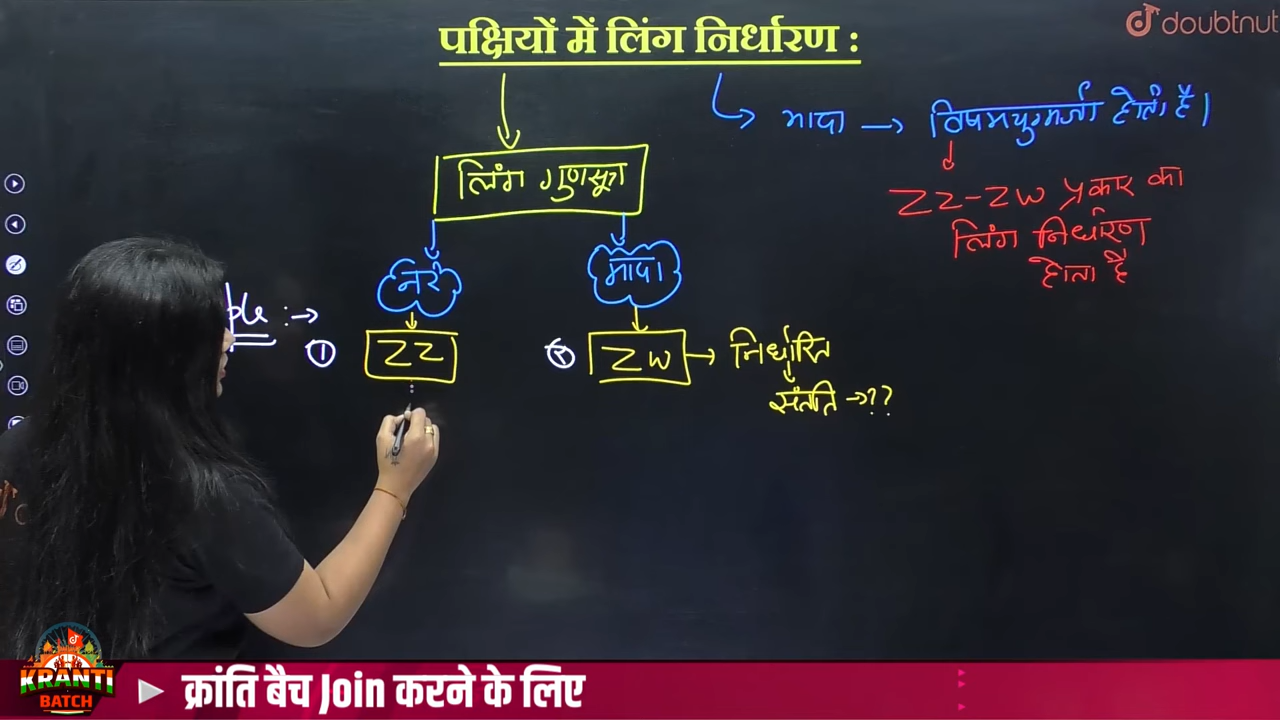 doubtnut
पक्षियों में लिंग निर्धारण :
मादा → विषमयुग्मजी होती है।
ZZ-ZW प्रकार का
लिंग निर्धारण
होता है
लिंग गुणसूत्र
नर
मादा
ble :→
① ZZ
② ZW → निर्धारित
संतति →??
KRANTI
BATCH
क्रांति बैच Join करने के लिए